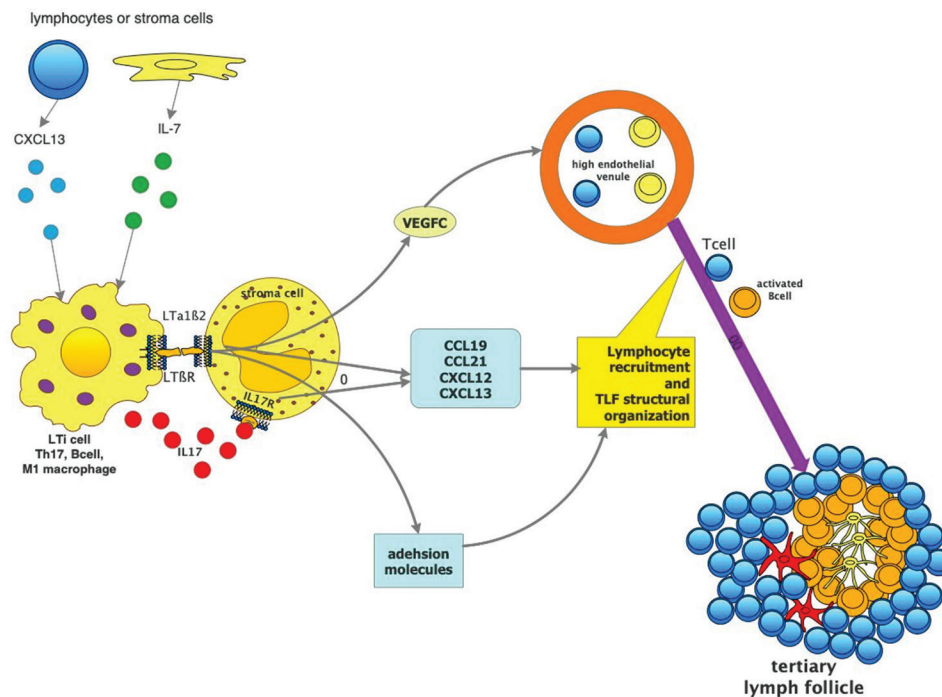 lymphocytes or stroma cells
CXCL13
IL-7
high endothelial
venule
VEGFC
Tcell
activated
Bcell
stroma cell
LTa1ß2
LTßR
IL17R
0
CCL19
CCL21
CXCL12
CXCL13
Lymphocyte
recruitment
and
TLF structural
organization
LTi cell
Th17, Bcell,
M1 macrophage
IL17
adehsion
molecules
tertiary
lymph follicle